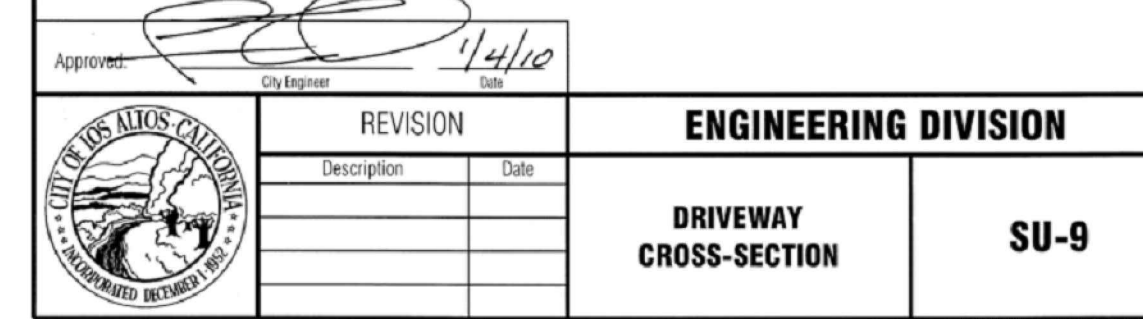 Approved:
1/4/10
City Engineer
Date
CITY OF LOS ALTOS · CALIFORNIA
INCORPORATED DECEMBER 1, 1952
REVISION
Description
Date
ENGINEERING DIVISION
DRIVEWAY
CROSS-SECTION
SU-9